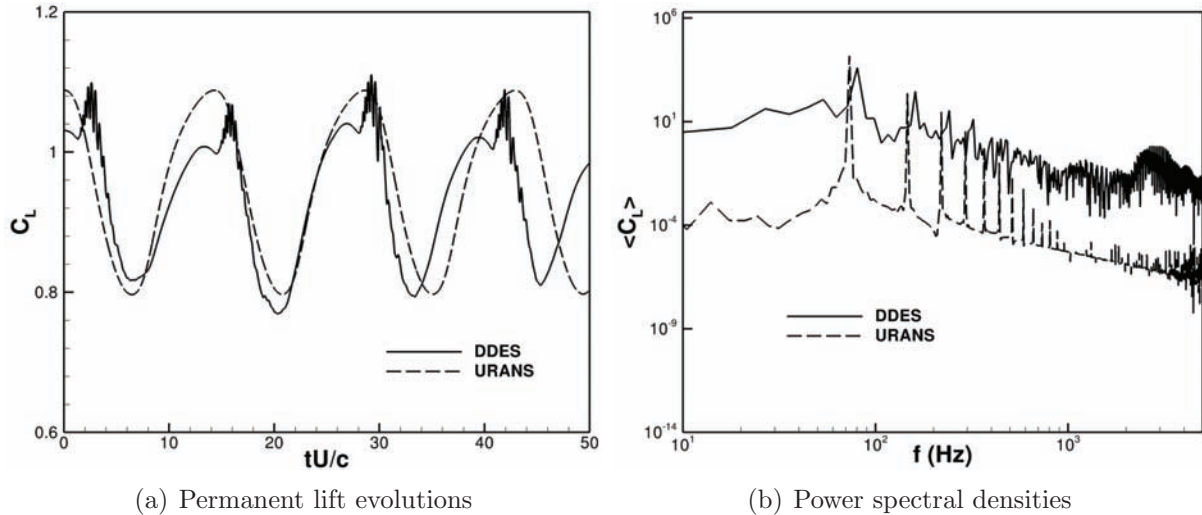 1.2
1
0.8
0.6
C_L
0 10 20 30 40 50
tU/c
DDES
URANS
(a) Permanent lift evolutions
10^6
10^1
10^-4
10^-9
10^-14
<C_L>
10^1 10^2 10^3
f (Hz)
DDES
URANS
(b) Power spectral densities